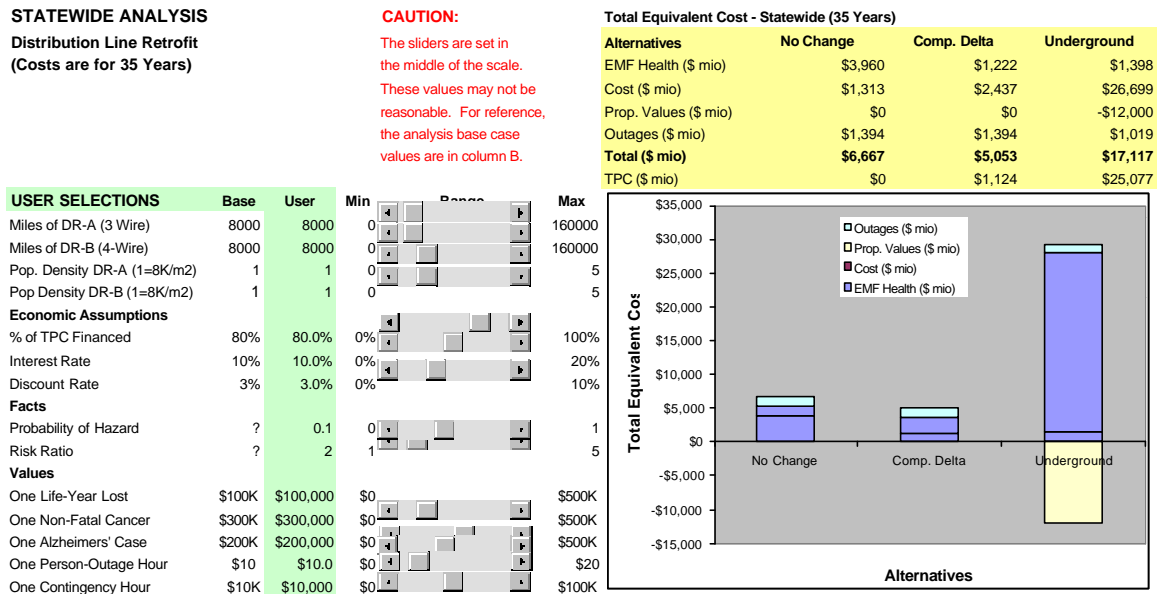 STATEWIDE ANALYSIS
Distribution Line Retrofit
(Costs are for 35 Years)
CAUTION:
The sliders are set in
the middle of the scale.
These values may not be
reasonable. For reference,
the analysis base case
values are in column B.
Total Equivalent Cost - Statewide (35 Years)
Alternatives No Change Comp. Delta Underground
EMF Health ($ mio) $3,960 $1,222 $1,398
Cost ($ mio) $1,313 $2,437 $26,699
Prop. Values ($ mio) $0 $0 -$12,000
Outages ($ mio) $1,394 $1,394 $1,019
Total ($ mio) $6,667 $5,053 $17,117
TPC ($ mio) $0 $1,124 $25,077
USER SELECTIONS Base User Min Range Max
Miles of DR-A (3 Wire) 8000 8000 0 160000
Miles of DR-B (4-Wire) 8000 8000 0 160000
Pop. Density DR-A (1=8K/m2) 1 1 0 5
Pop Density DR-B (1=8K/m2) 1 1 0 5
Economic Assumptions
% of TPC Financed 80% 80.0% 0% 100%
Interest Rate 10% 10.0% 0% 20%
Discount Rate 3% 3.0% 0% 10%
Facts
Probability of Hazard ? 0.1 0 1
Risk Ratio ? 2 1 5
Values
One Life-Year Lost $100K $100,000 $0 $500K
One Non-Fatal Cancer $300K $300,000 $0 $500K
One Alzheimers' Case $200K $200,000 $0 $500K
One Person-Outage Hour $10 $10.0 $0 $20
One Contingency Hour $10K $10,000 $0 $100K
Total Equivalent Cos
$35,000
$30,000
$25,000
$20,000
$15,000
$10,000
$5,000
$0
-$5,000
-$10,000
-$15,000
Outages ($ mio)
Prop. Values ($ mio)
Cost ($ mio)
EMF Health ($ mio)
No Change Comp. Delta Underground
Alternatives